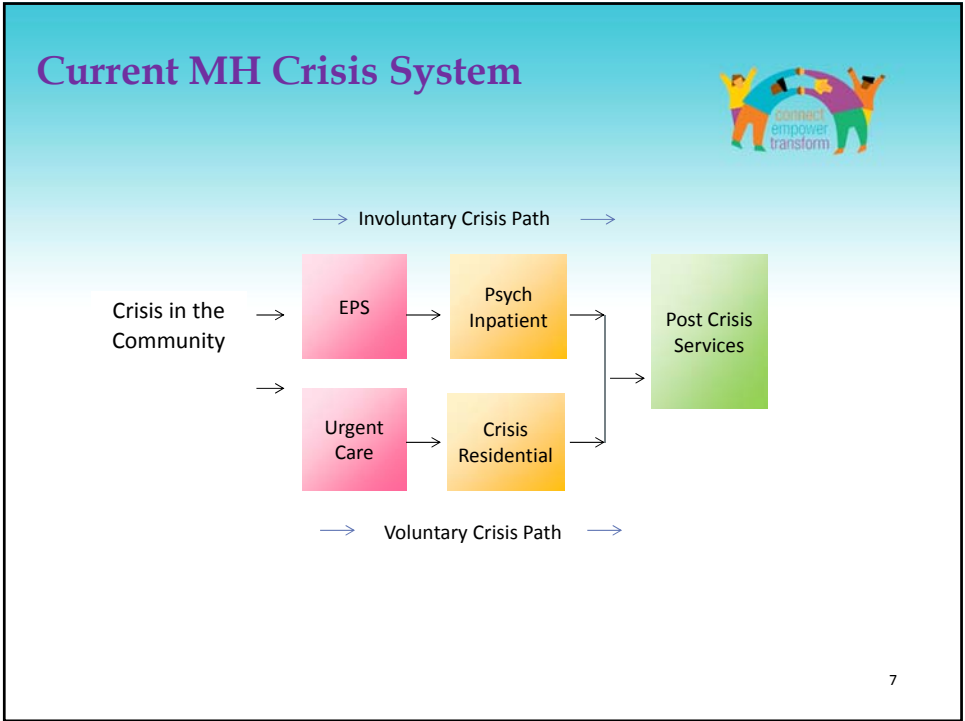 Current MH Crisis System
connect
empower
transform
Involuntary Crisis Path
Crisis in the
Community
EPS
Psych
Inpatient
Post Crisis
Services
Urgent
Care
Crisis
Residential
Voluntary Crisis Path
7